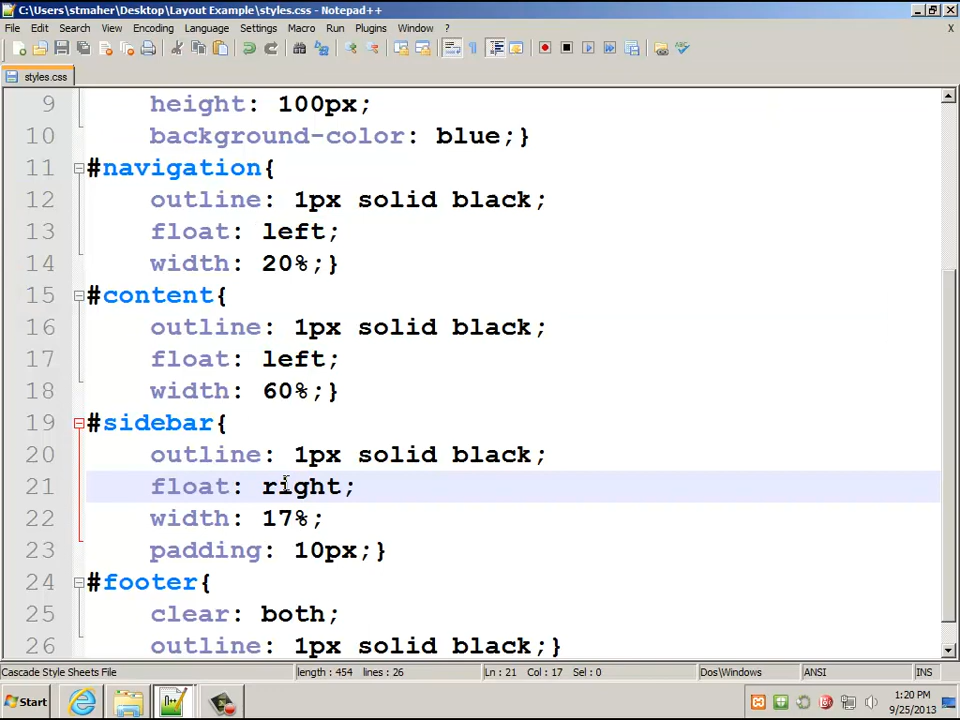 C:\Users\stmaher\Desktop\Layout Example\styles.css - Notepad++
File Edit Search View Encoding Language Settings Macro Run Plugins Window ? X
styles.css
9 height: 100px;
10 background-color: blue;}
11 #navigation{
12 outline: 1px solid black;
13 float: left;
14 width: 20%;}
15 #content{
16 outline: 1px solid black;
17 float: left;
18 width: 60%;}
19 #sidebar{
20 outline: 1px solid black;
21 float: right;
22 width: 17%;
23 padding: 10px;}
24 #footer{
25 clear: both;
26 outline: 1px solid black;}
Cascade Style Sheets File length : 454 lines : 26 Ln : 21 Col : 17 Sel : 0 Dos\Windows ANSI INS
Start 1:20 PM
9/25/2013